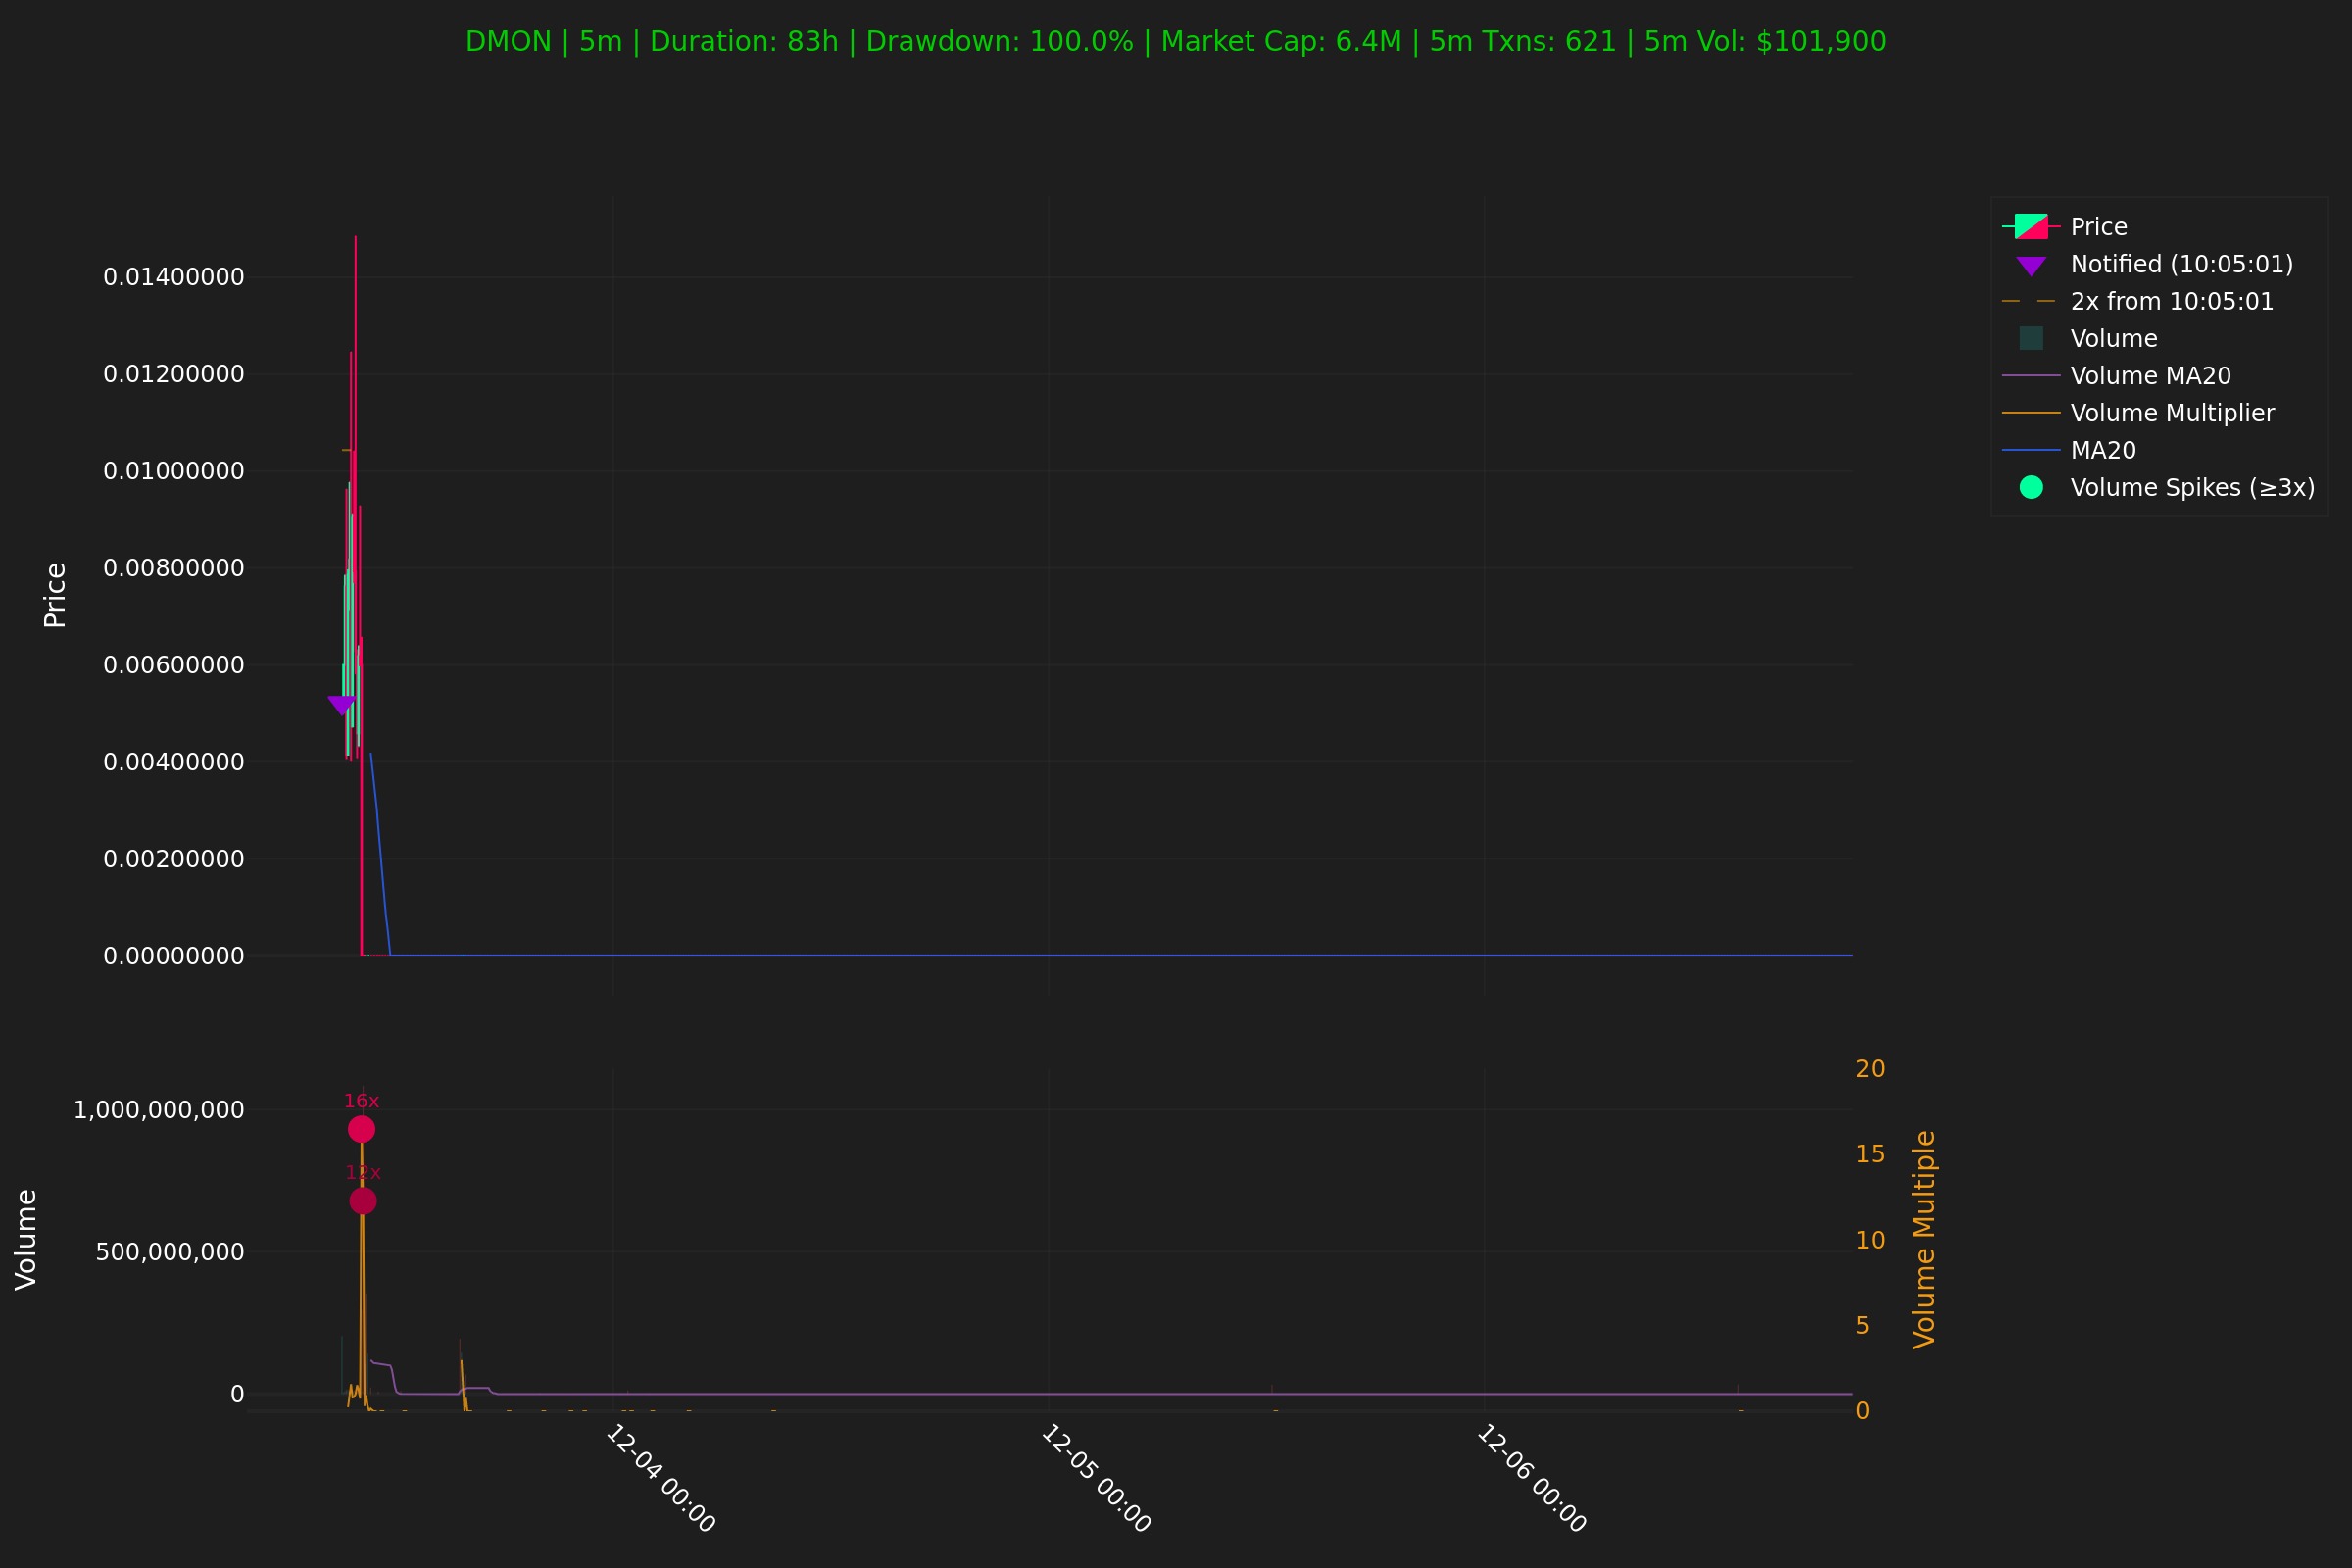 DMON | 5m | Duration: 83h | Drawdown: 100.0% | Market Cap: 6.4M | 5m Txns: 621 | 5m Vol: $101,900
Price
0.01400000
0.01200000
0.01000000
0.00800000
0.00600000
0.00400000
0.00200000
0.00000000
Price
Notified (10:05:01)
2x from 10:05:01
Volume
Volume MA20
Volume Multiplier
MA20
Volume Spikes (≥3x)
Volume
1,000,000,000
500,000,000
0
16x
12x
20
15
10
5
0
Volume Multiple
12-04 00:00
12-05 00:00
12-06 00:00